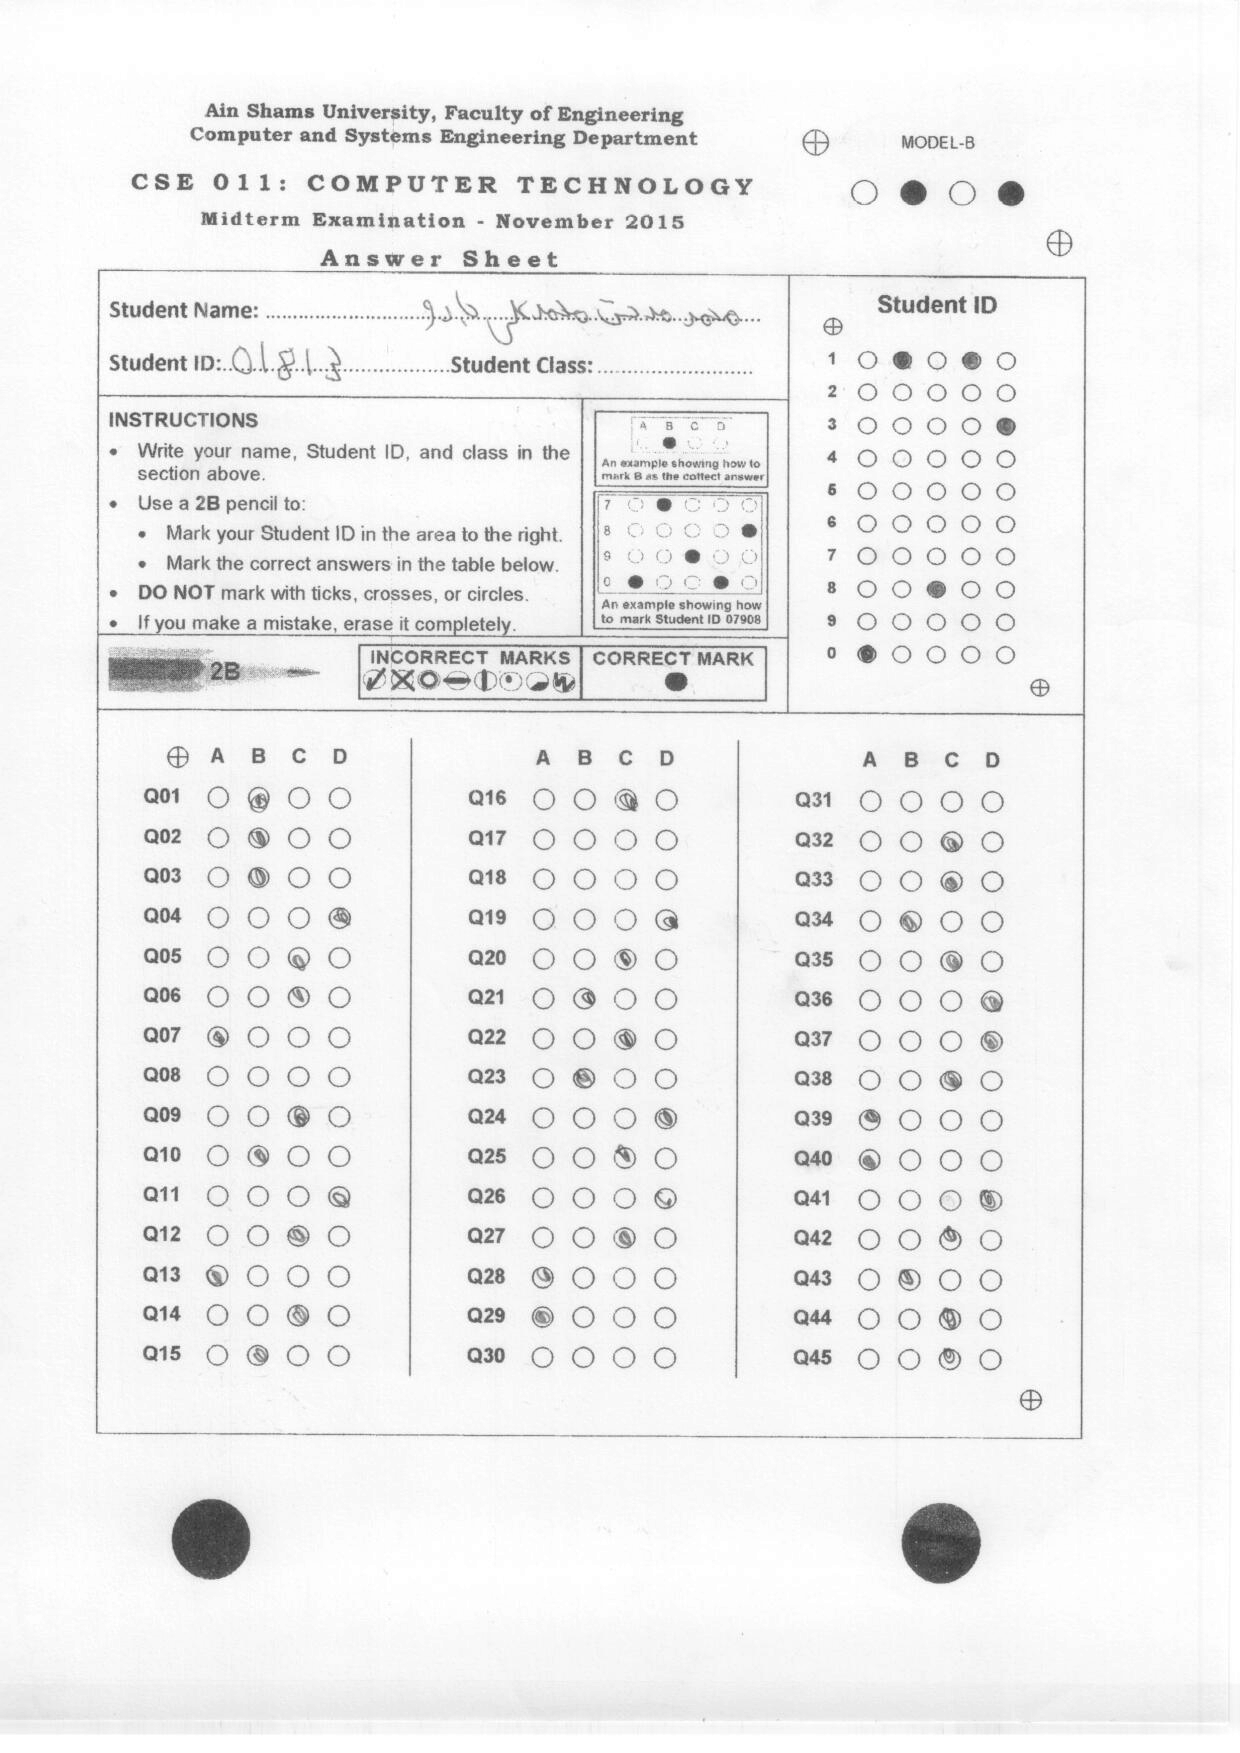 Ain Shams University, Faculty of Engineering
Computer and Systems Engineering Department
CSE 011: COMPUTER TECHNOLOGY
Midterm Examination - November 2015
Answer Sheet
MODEL-B
Student Name:
Student ID: 01813 Student Class:
INSTRUCTIONS
• Write your name, Student ID, and class in the
section above.
• Use a 2B pencil to:
• Mark your Student ID in the area to the right.
• Mark the correct answers in the table below.
• DO NOT mark with ticks, crosses, or circles.
• If you make a mistake, erase it completely.
A B C D
An example showing how to
mark B as the cottect answer
7
8
9
0
An example showing how
to mark Student ID 07908
2B
INCORRECT MARKS
CORRECT MARK
Student ID
1
2
3
4
5
6
7
8
9
0
A B C D
Q01
Q02
Q03
Q04
Q05
Q06
Q07
Q08
Q09
Q10
Q11
Q12
Q13
Q14
Q15
A B C D
Q16
Q17
Q18
Q19
Q20
Q21
Q22
Q23
Q24
Q25
Q26
Q27
Q28
Q29
Q30
A B C D
Q31
Q32
Q33
Q34
Q35
Q36
Q37
Q38
Q39
Q40
Q41
Q42
Q43
Q44
Q45